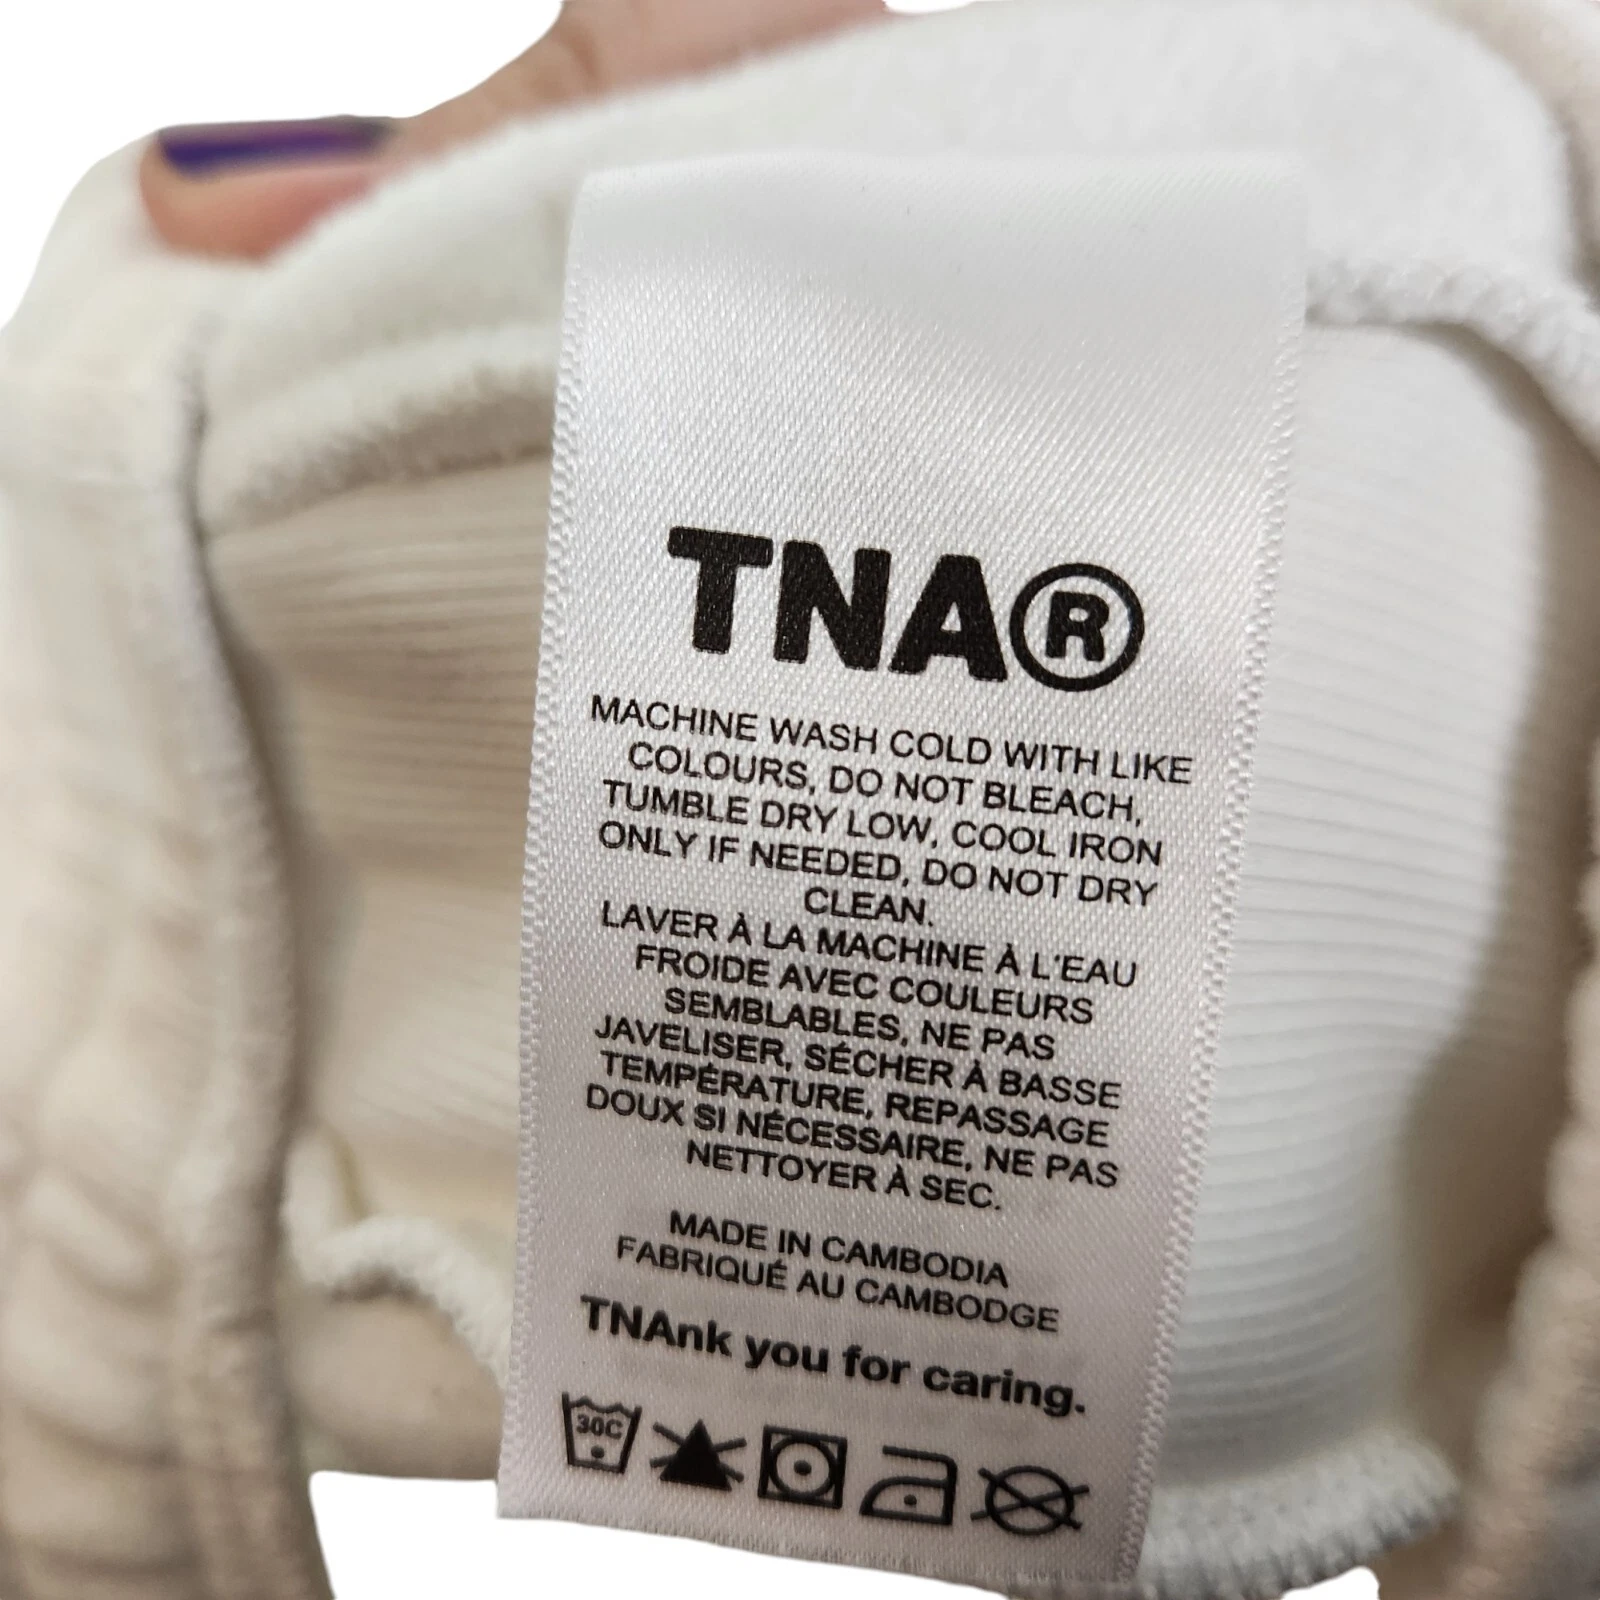 TNA®
MACHINE WASH COLD WITH LIKE
COLOURS, DO NOT BLEACH,
TUMBLE DRY LOW, COOL IRON
ONLY IF NEEDED, DO NOT DRY
CLEAN.
LAVER À LA MACHINE À L'EAU
FROIDE AVEC COULEURS
SEMBLABLES, NE PAS
JAVELISER, SÉCHER À BASSE
TEMPÉRATURE, REPASSAGE
DOUX SI NÉCESSAIRE, NE PAS
NETTOYER À SEC.
MADE IN CAMBODIA
FABRIQUÉ AU CAMBODGE
TNAnk you for caring.
30C